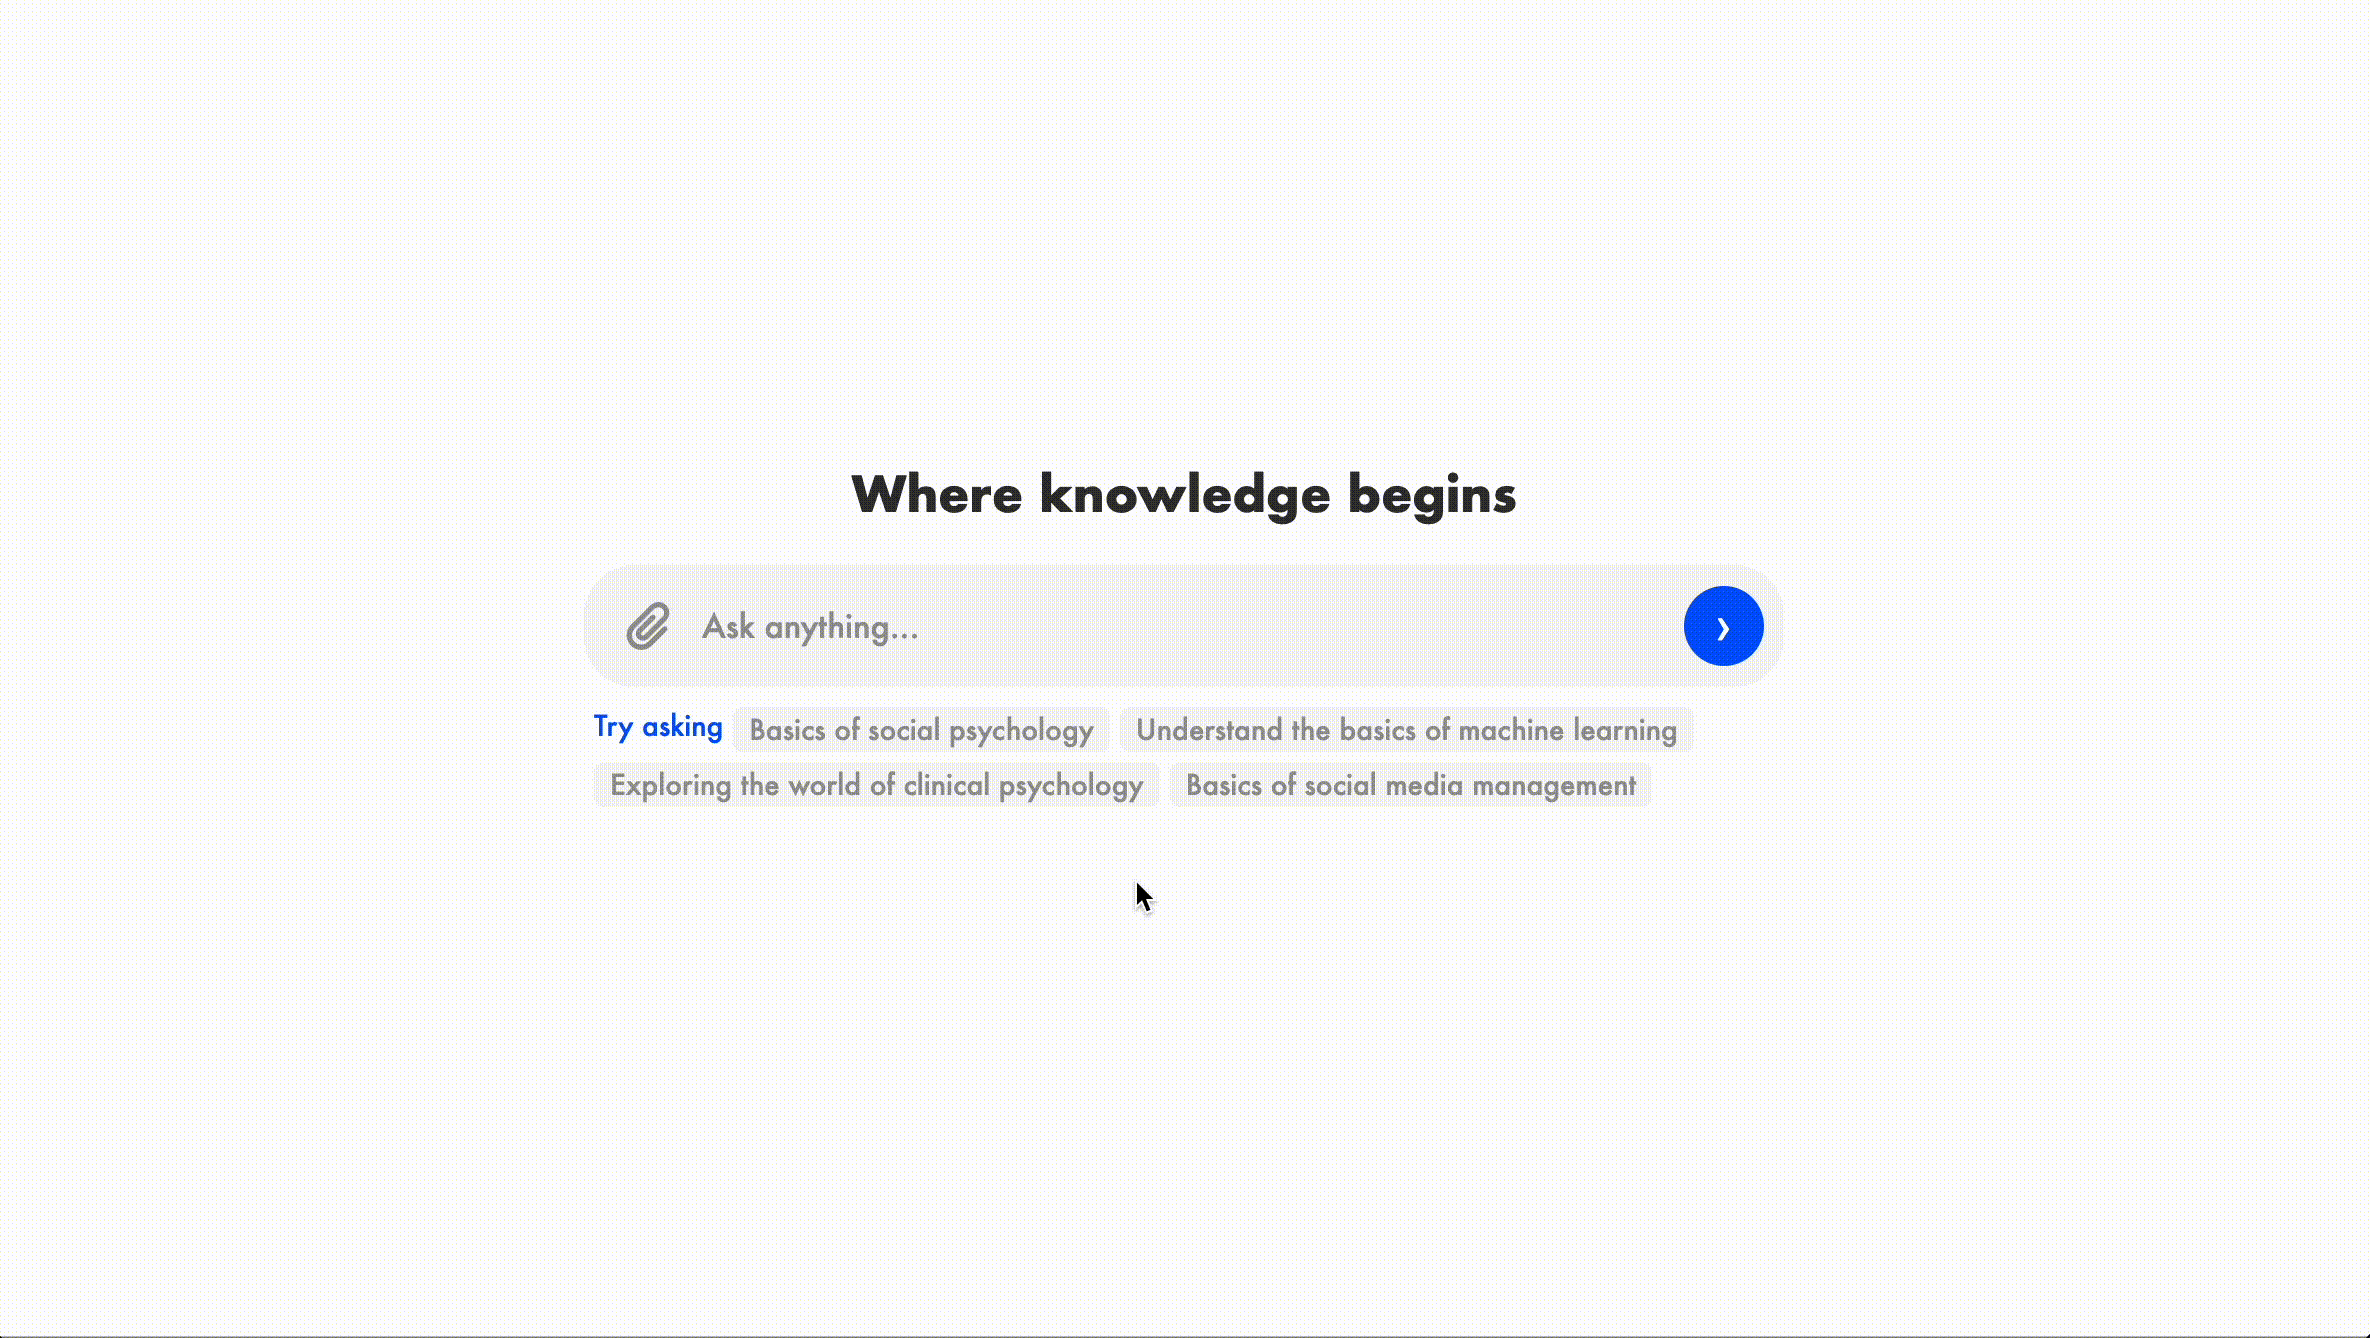 Where knowledge begins
Ask anything...
Try asking Basics of social psychology Understand the basics of machine learning
Exploring the world of clinical psychology Basics of social media management